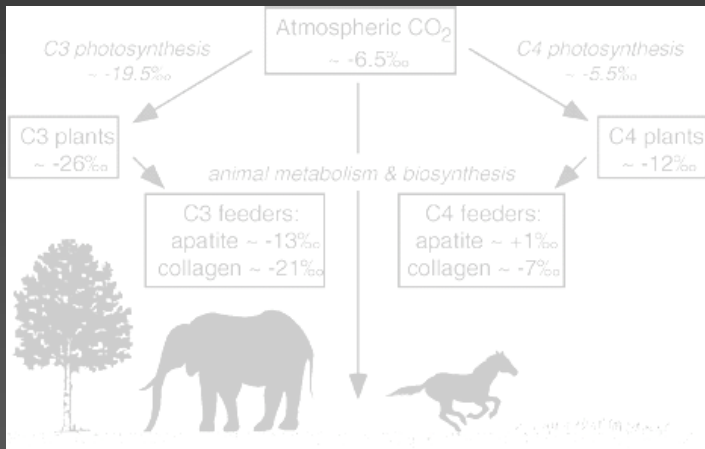 Atmospheric CO₂
~ -6.5‰
C3 photosynthesis
~ -19.5‰
C4 photosynthesis
~ -5.5‰
C3 plants
~ -26‰
C4 plants
~ -12‰
animal metabolism & biosynthesis
C3 feeders:
apatite ~ -13‰
collagen ~ -21‰
C4 feeders:
apatite ~ +1‰
collagen ~ -7‰